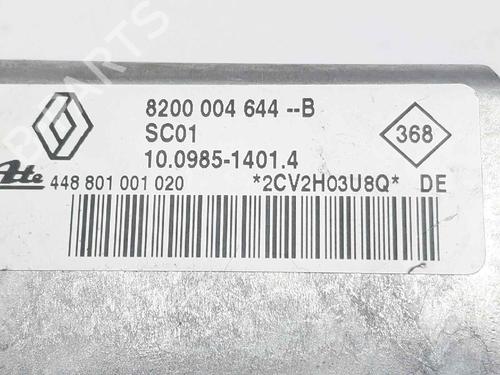 8200 004 644 --B
SC01
10.0985-1401.4
368
Ate
448 801 001 020 *2CV2H03U8Q* DE